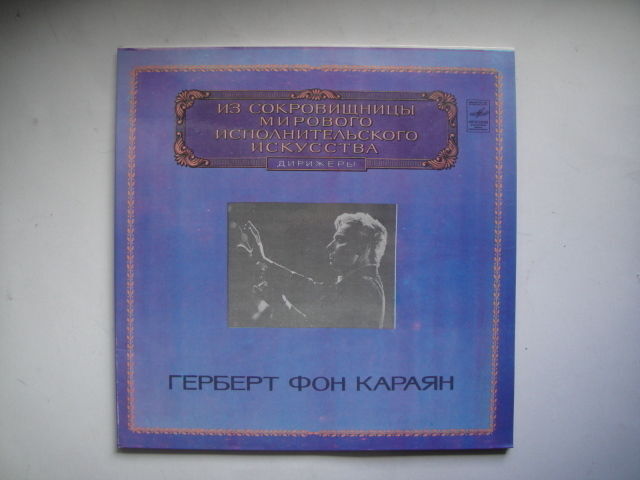 ИЗ СОКРОВИЩНИЦЫ
МИРОВОГО
ИСПОЛНИТЕЛЬСКОГО
ИСКУССТВА
ДИРИЖЕРЫ
ГЕРБЕРТ ФОН КАРАЯН